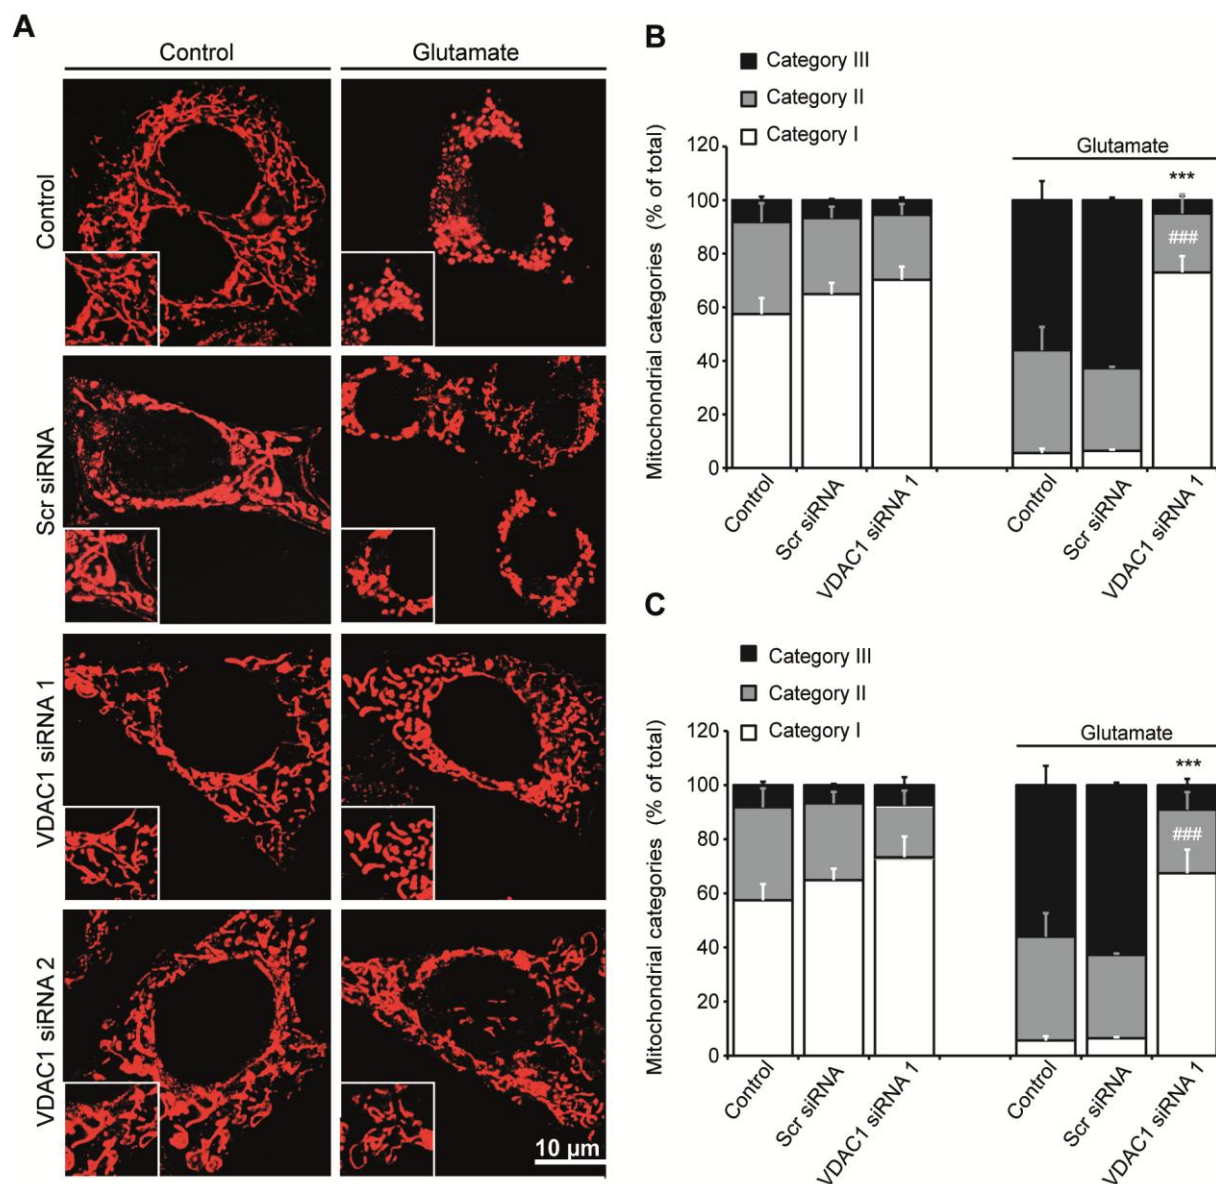 A
Control
Glutamate
Control
Scr siRNA
VDAC1 siRNA 1
VDAC1 siRNA 2
10 µm
B
Category III
Category II
Category I
Mitochondrial categories (% of total)
120
100
80
60
40
20
0
Glutamate
***
###
Control
Scr siRNA
VDAC1 siRNA 1
Control
Scr siRNA
VDAC1 siRNA 1
C
Category III
Category II
Category I
Mitochondrial categories (% of total)
120
100
80
60
40
20
0
Glutamate
***
###
Control
Scr siRNA
VDAC1 siRNA 1
Control
Scr siRNA
VDAC1 siRNA 1